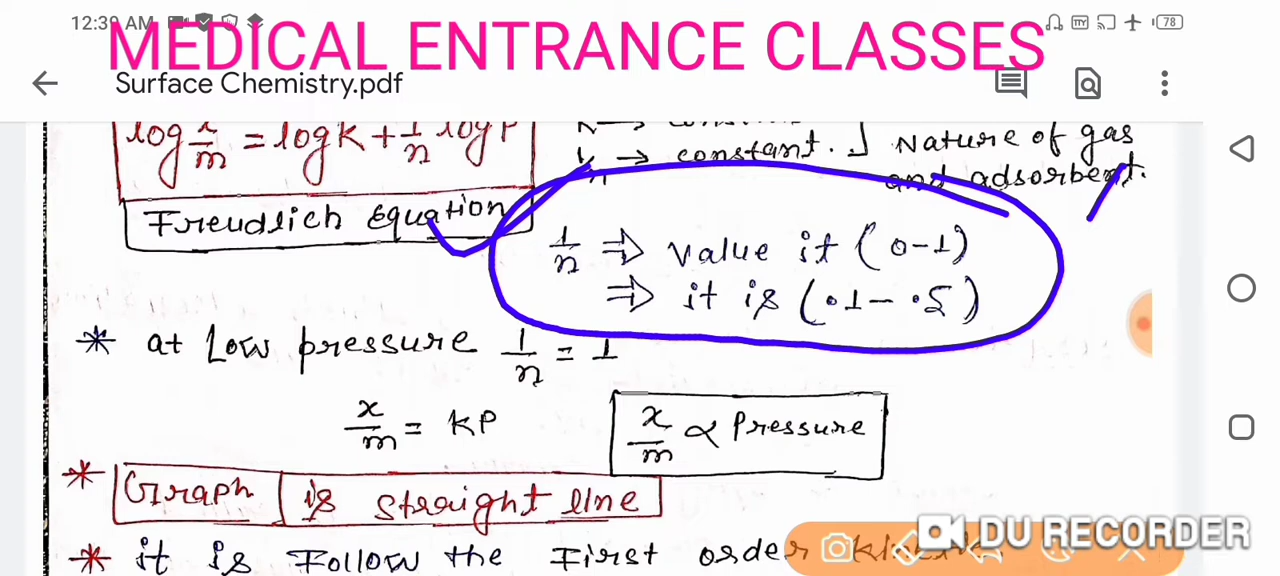 12:39 AM
78
MEDICAL ENTRANCE CLASSES
Surface Chemistry.pdf
log x/m = log K + 1/n log P
→ constant. ] Nature of gas
and adsorbent.
Freudlich Equation
1/n ⇒ value it (0-1)
⇒ it is (.1 - .5)
* at Low pressure 1/n = 1
x/m = KP
x/m ∝ Pressure
* Graph is straight line
* it is Follow the First order
DU RECORDER